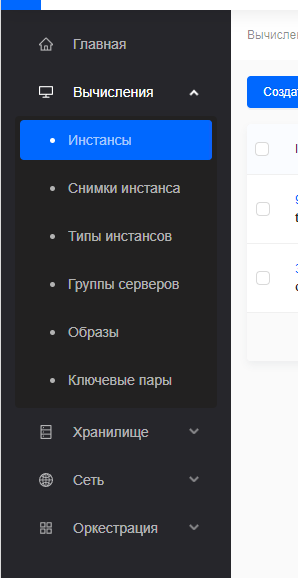 Главная
Вычисления
Инстансы
Снимки инстанса
Типы инстансов
Группы серверов
Образы
Ключевые пары
Хранилище
Сеть
Оркестрация